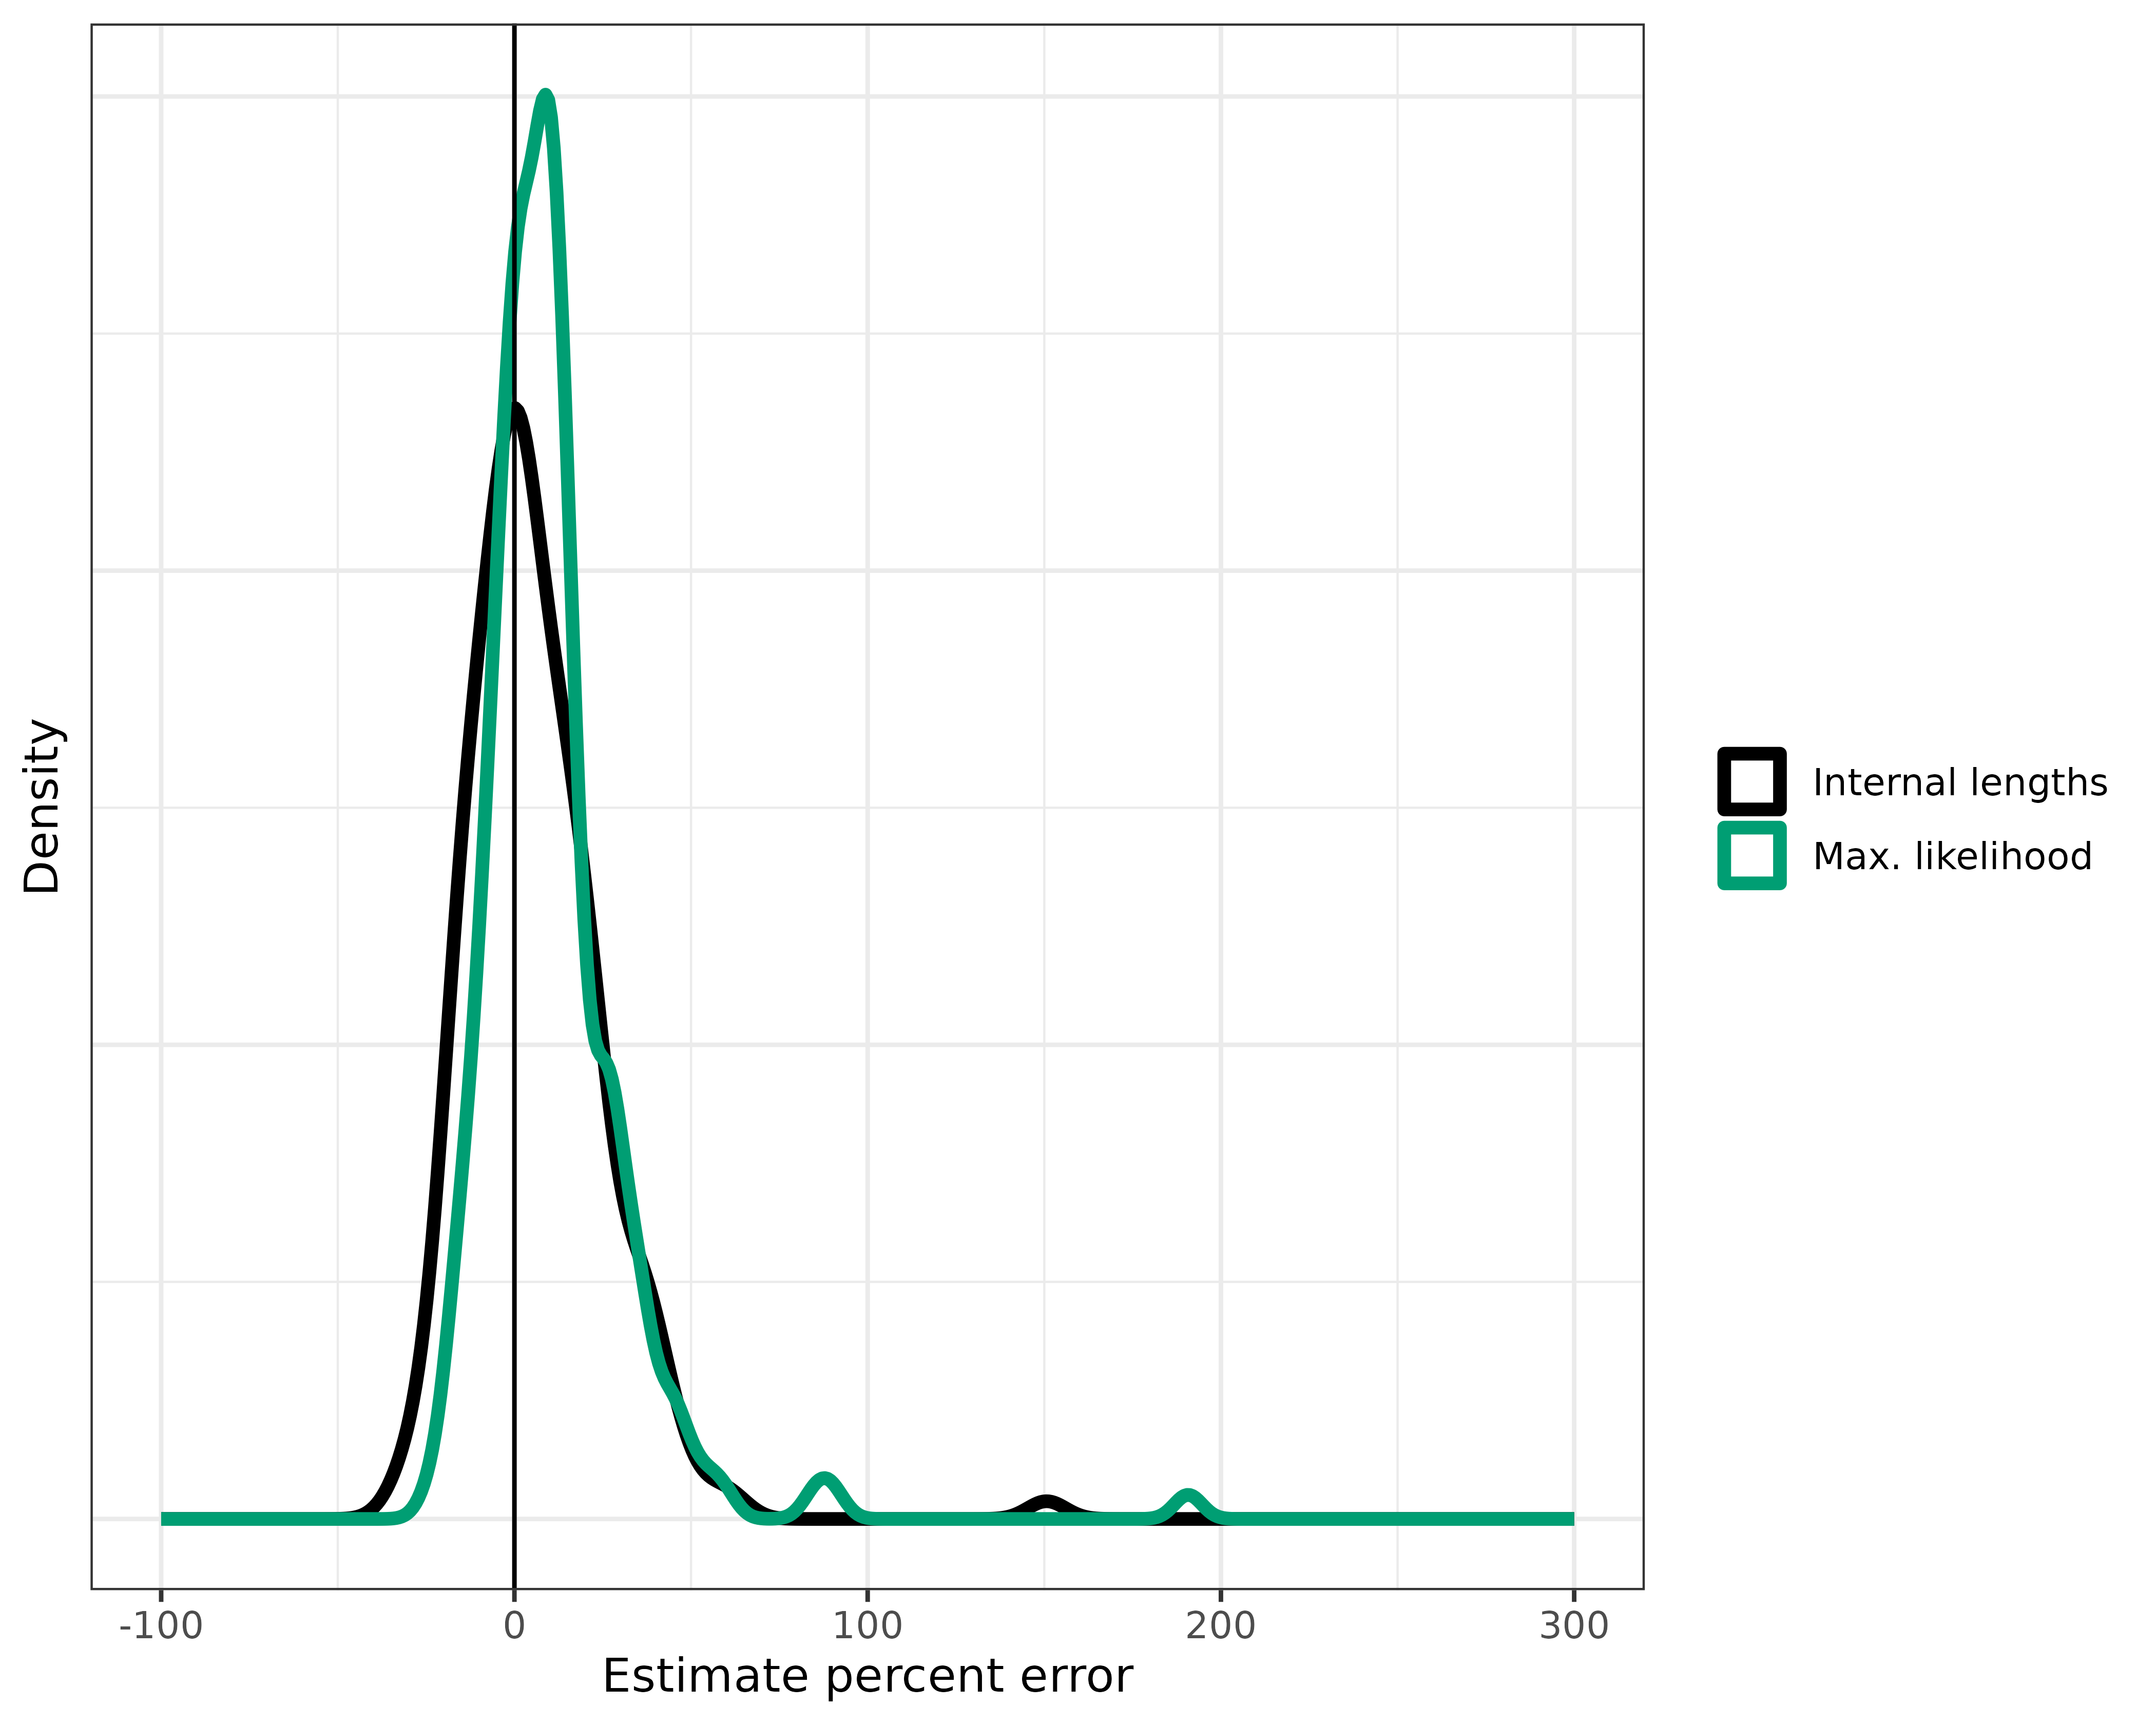 Density
Internal lengths
Max. likelihood
-100 0 100 200 300
Estimate percent error